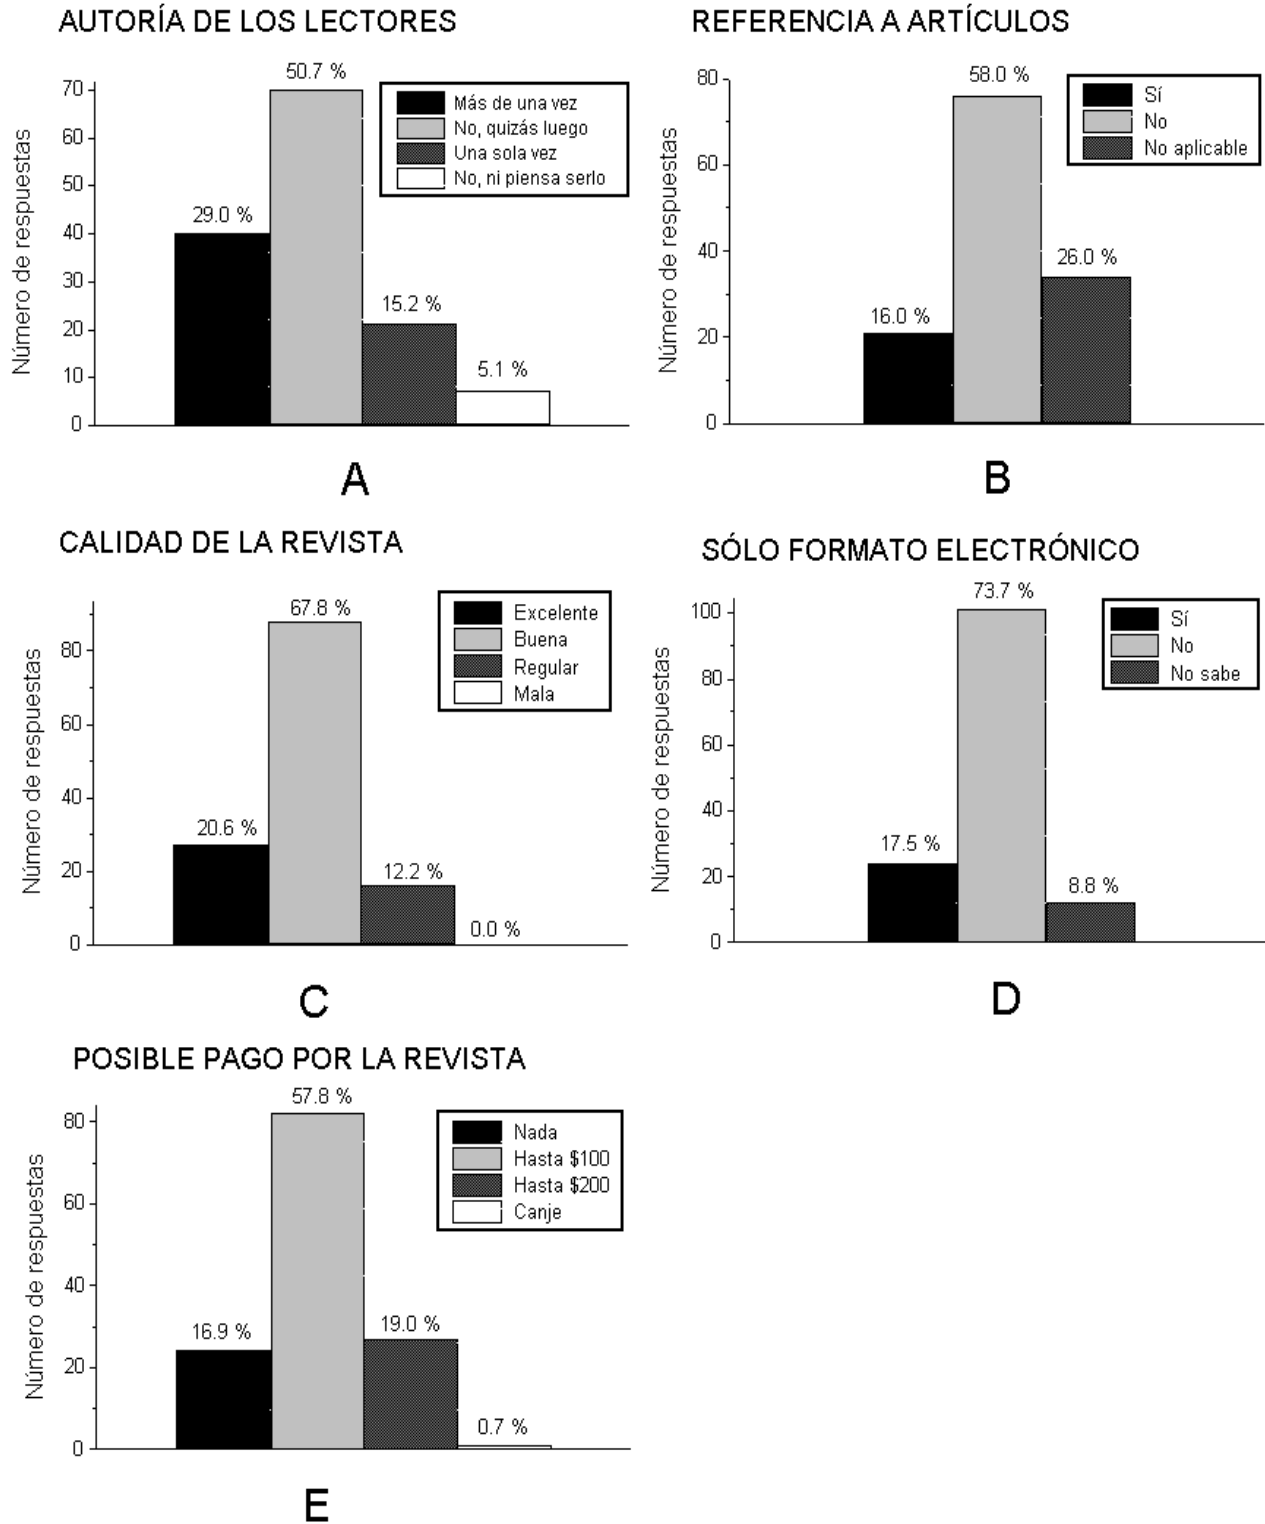 AUTORÍA DE LOS LECTORES
Número de respuestas
70
60
50
40
30
20
10
0
29.0 %
50.7 %
15.2 %
5.1 %
Más de una vez
No, quizás luego
Una sola vez
No, ni piensa serlo
A
REFERENCIA A ARTÍCULOS
Número de respuestas
80
60
40
20
0
16.0 %
58.0 %
26.0 %
Sí
No
No aplicable
B
CALIDAD DE LA REVISTA
Número de respuestas
80
60
40
20
0
20.6 %
67.8 %
12.2 %
0.0 %
Excelente
Buena
Regular
Mala
C
SÓLO FORMATO ELECTRÓNICO
Número de respuestas
100
80
60
40
20
0
17.5 %
73.7 %
8.8 %
Sí
No
No sabe
D
POSIBLE PAGO POR LA REVISTA
Número de respuestas
80
60
40
20
0
16.9 %
57.8 %
19.0 %
0.7 %
Nada
Hasta $100
Hasta $200
Canje
E